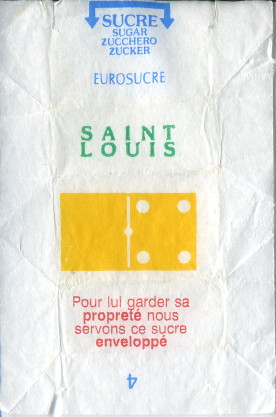 SUCRE
SUGAR
ZUCCHERO
ZUCKER
EUROSUCRE
SAINT
LOUIS
Pour lui garder sa
propreté nous
servons ce sucre
enveloppé
4